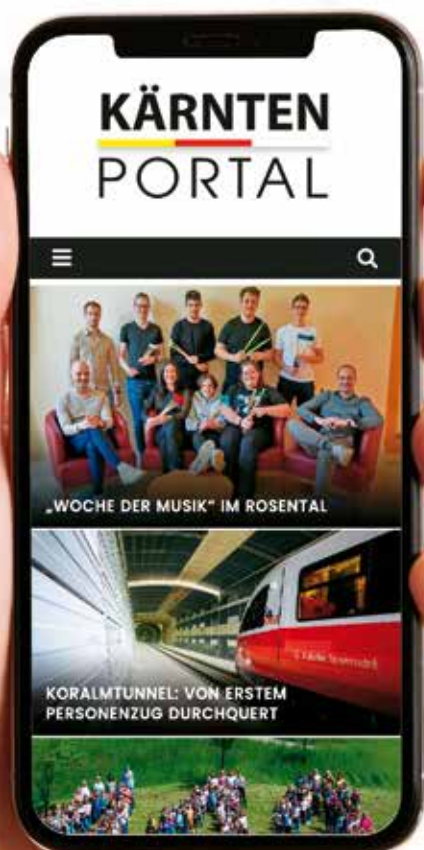 KÄRNTEN
PORTAL
„WOCHE DER MUSIK“ IM ROSENTAL
KORALMTUNNEL: VON ERSTEM
PERSONENZUG DURCHQUERT